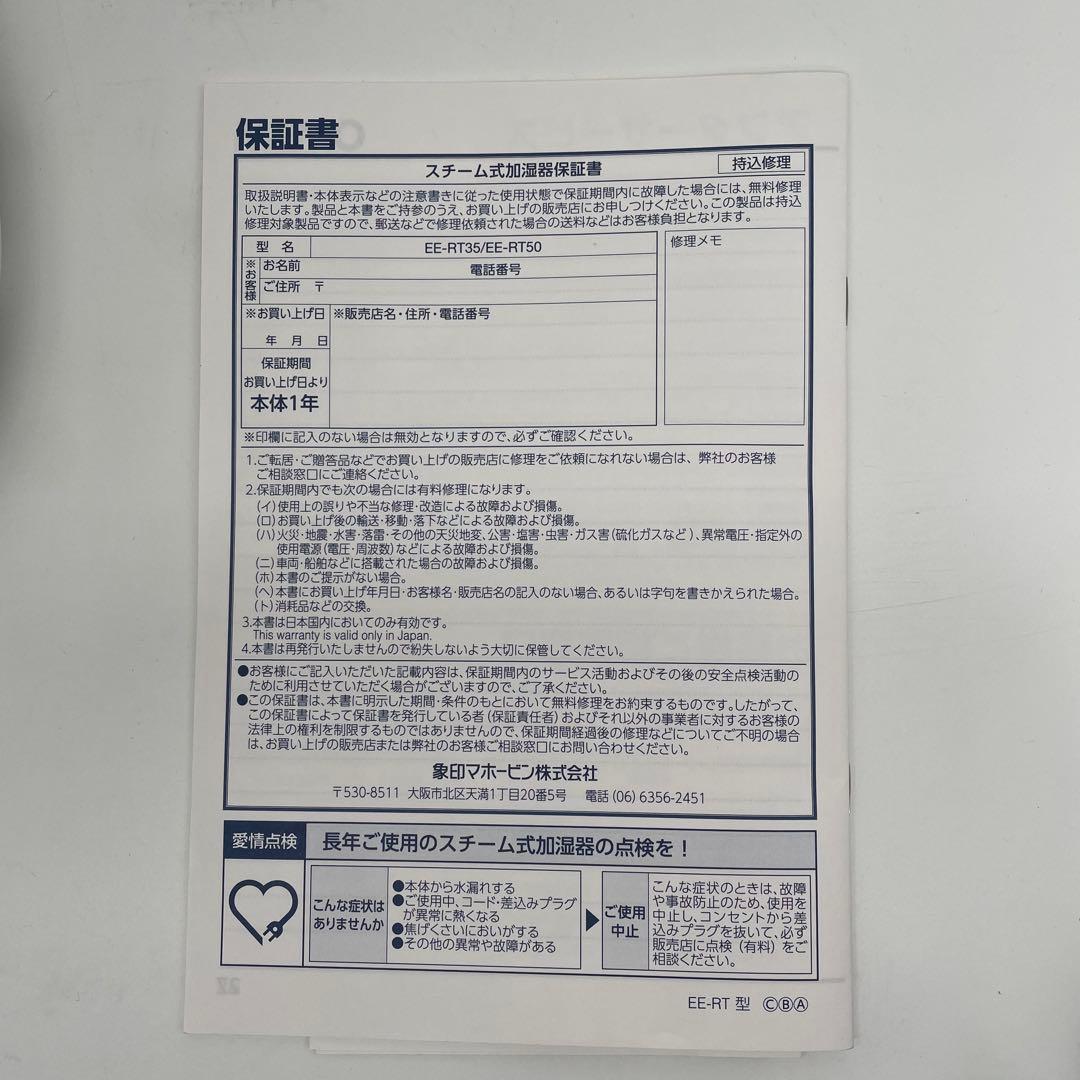 保証書
スチーム式加湿器保証書
持込修理
取扱説明書・本体表示などの注意書きに従った使用状態で保証期間内に故障した場合には、無料修理
いたします。製品と本書をご持参のうえ、お買い上げの販売店にお申しつけください。この製品は持込
修理対象製品ですので、郵送などで修理依頼された場合の送料などはお客様負担となります。
型 名 EE-RT35/EE-RT50
※お客様
お名前 電話番号
ご住所 〒
※お買い上げ日
年 月 日
※販売店名・住所・電話番号
保証期間
お買い上げ日より
本体1年
修理メモ
※印欄に記入のない場合は無効となりますので、必ずご確認ください。
1.ご転居・ご贈答品などでお買い上げの販売店に修理をご依頼になれない場合は、弊社のお客様
ご相談窓口にご連絡ください。
2.保証期間内でも次の場合には有料修理になります。
(イ)使用上の誤りや不当な修理・改造による故障および損傷。
(ロ)お買い上げ後の輸送・移動・落下などによる故障および損傷。
(ハ)火災・地震・水害・落雷・その他の天災地変、公害・塩害・虫害・ガス害(硫化ガスなど)、異常電圧・指定外の
使用電源(電圧・周波数)などによる故障および損傷。
(ニ)車両・船舶などに搭載された場合の故障および損傷。
(ホ)本書のご提示がない場合。
(ヘ)本書にお買い上げ年月日・お客様名・販売店名の記入のない場合、あるいは字句を書きかえられた場合。
(ト)消耗品などの交換。
3.本書は日本国内においてのみ有効です。
This warranty is valid only in Japan.
4.本書は再発行いたしませんので紛失しないよう大切に保管してください。
●お客様にご記入いただいた記載内容は、保証期間内のサービス活動およびその後の安全点検活動の
ために利用させていただく場合がございますので、ご了承ください。
●この保証書は、本書に明示した期間・条件のもとにおいて無料修理をお約束するものです。したがって、
この保証書によって保証書を発行している者(保証責任者)およびそれ以外の事業者に対するお客様の
法律上の権利を制限するものではありませんので、保証期間経過後の修理などについてご不明の場合
は、お買い上げの販売店または弊社のお客様ご相談窓口にお問い合わせください。
象印マホービン株式会社
〒530-8511 大阪市北区天満1丁目20番5号 電話(06)6356-2451
愛情点検
長年ご使用のスチーム式加湿器の点検を!
こんな症状は
ありませんか
●本体から水漏れする
●ご使用中、コード・差込みプラグ
が異常に熱くなる
●焦げくさいにおいがする
●その他の異常や故障がある
ご使用
中止
こんな症状のときは、故障
や事故防止のため、使用を
中止し、コンセントから差
込みプラグを抜いて、必ず
販売店に点検(有料)をご
相談ください。
EE-RT 型 ⒸⒷⒶ